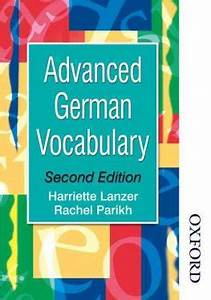 Advanced
German
Vocabulary
Second Edition
Harriette Lanzer
Rachel Parikh
OXFORD